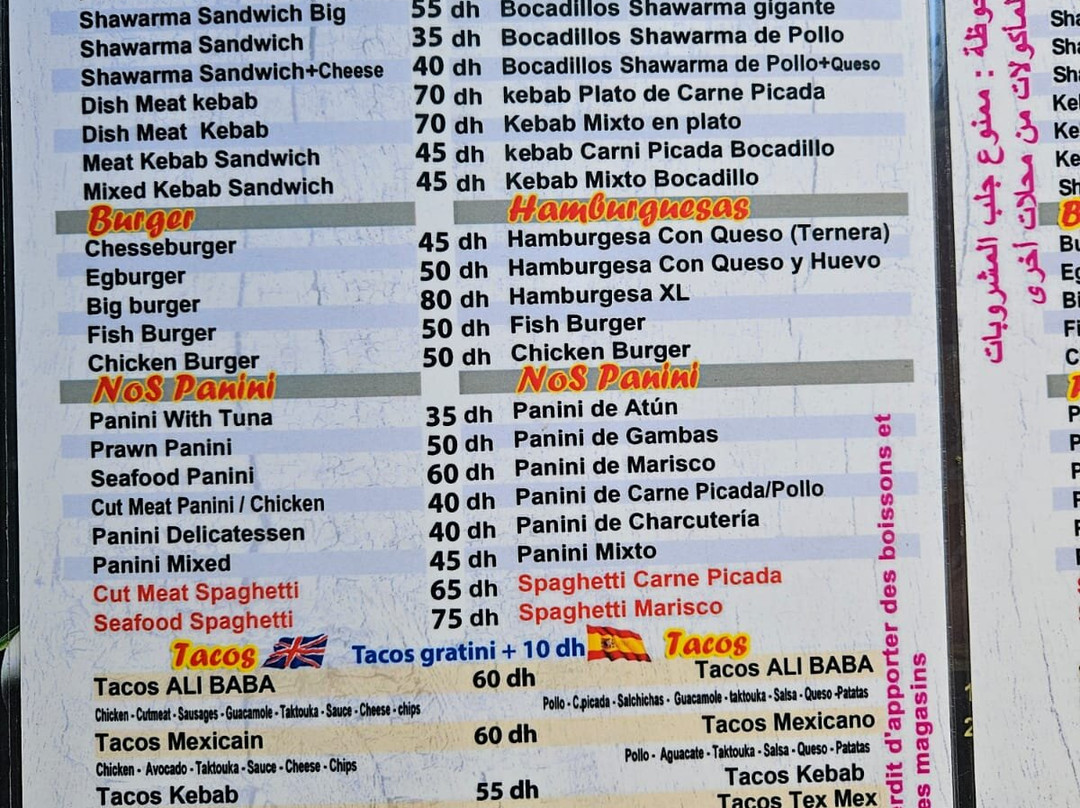 Shawarma Sandwich Big 55 dh Bocadillos Shawarma gigante
Shawarma Sandwich 35 dh Bocadillos Shawarma de Pollo
Shawarma Sandwich+Cheese 40 dh Bocadillos Shawarma de Pollo+Queso
Dish Meat kebab 70 dh kebab Plato de Carne Picada
Dish Meat Kebab 70 dh Kebab Mixto en plato
Meat Kebab Sandwich 45 dh kebab Carni Picada Bocadillo
Mixed Kebab Sandwich 45 dh Kebab Mixto Bocadillo
Burger Hamburguesas
Chesseburger 45 dh Hamburgesa Con Queso (Ternera)
Egburger 50 dh Hamburgesa Con Queso y Huevo
Big burger 80 dh Hamburgesa XL
Fish Burger 50 dh Fish Burger
Chicken Burger 50 dh Chicken Burger
NoS Panini NoS Panini
Panini With Tuna 35 dh Panini de Atún
Prawn Panini 50 dh Panini de Gambas
Seafood Panini 60 dh Panini de Marisco
Cut Meat Panini / Chicken 40 dh Panini de Carne Picada/Pollo
Panini Delicatessen 40 dh Panini de Charcutería
Panini Mixed 45 dh Panini Mixto
Cut Meat Spaghetti 65 dh Spaghetti Carne Picada
Seafood Spaghetti 75 dh Spaghetti Marisco
Tacos Tacos gratini + 10 dh Tacos
Tacos ALI BABA 60 dh Tacos ALI BABA
Chicken - Cutmeat - Sausages - Guacamole - Taktouka - Sauce - Cheese - chips Pollo - C,picada - Salchichas - Guacamole - taktouka - Salsa - Queso -Patatas
Tacos Mexicain 60 dh Tacos Mexicano
Chicken - Avocado - Taktouka - Sauce - Cheese - Chips Pollo - Aguacate - Taktouka - Salsa - Queso - Patatas
Tacos Kebab 55 dh Tacos Kebab
Tacos Tex Mex
d'apporter des boissons et
magasins
ممنوع جلب المشروبات
من محلات أخرى